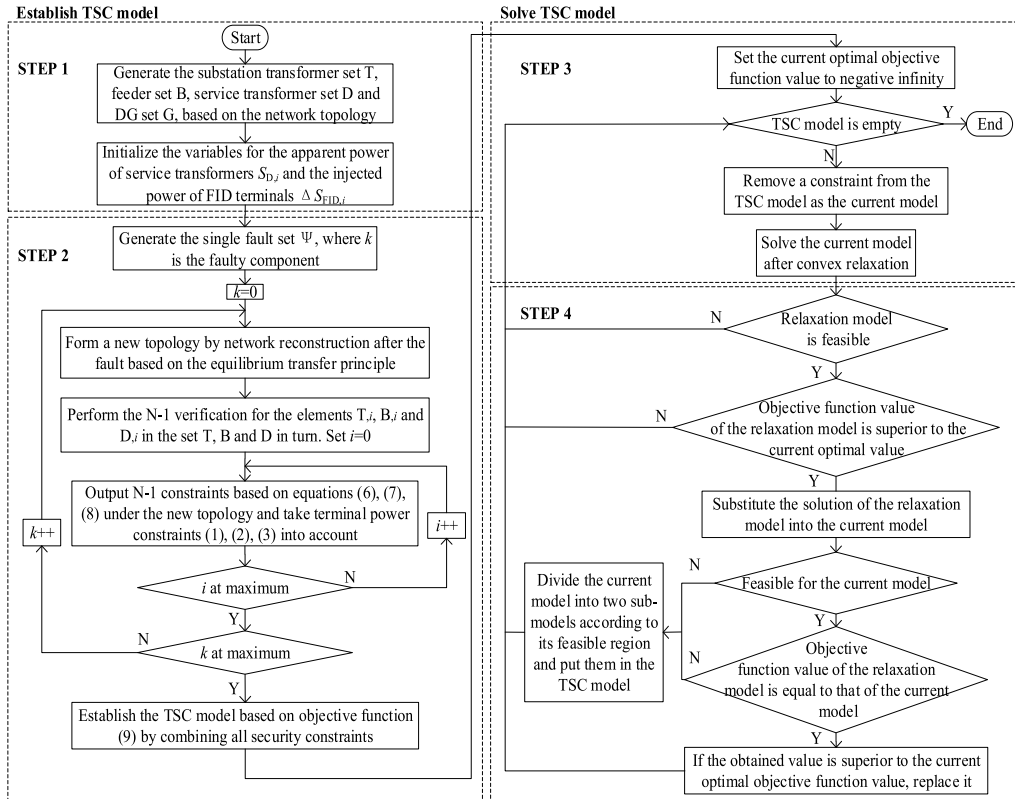 Establish TSC model
STEP 1
Start
Generate the substation transformer set T,
feeder set B, service transformer set D and
DG set G, based on the network topology
Initialize the variables for the apparent power
of service transformers S_D,i and the injected
power of FID terminals Δ S_FID,i
STEP 2
Generate the single fault set Ψ, where k
is the faulty component
k=0
Form a new topology by network reconstruction after the
fault based on the equilibrium transfer principle
Perform the N-1 verification for the elements T,i, B,i and
D,i in the set T, B and D in turn. Set i=0
Output N-1 constraints based on equations (6), (7),
(8) under the new topology and take terminal power
constraints (1), (2), (3) into account
k++
i++
i at maximum
N
Y
k at maximum
N
Y
Establish the TSC model based on objective function
(9) by combining all security constraints
Solve TSC model
STEP 3
Set the current optimal objective
function value to negative infinity
TSC model is empty
Y
End
N
Remove a constraint from the
TSC model as the current model
Solve the current model
after convex relaxation
STEP 4
N
Relaxation model
is feasible
Y
N
Objective function value
of the relaxation model is superior to the
current optimal value
Y
Substitute the solution of the relaxation
model into the current model
N
Feasible for the current model
Y
Divide the current
model into two sub-
models according to
its feasible region
and put them in the
TSC model
N
Objective
function value of the relaxation
model is equal to that of the current
model
Y
If the obtained value is superior to the current
optimal objective function value, replace it